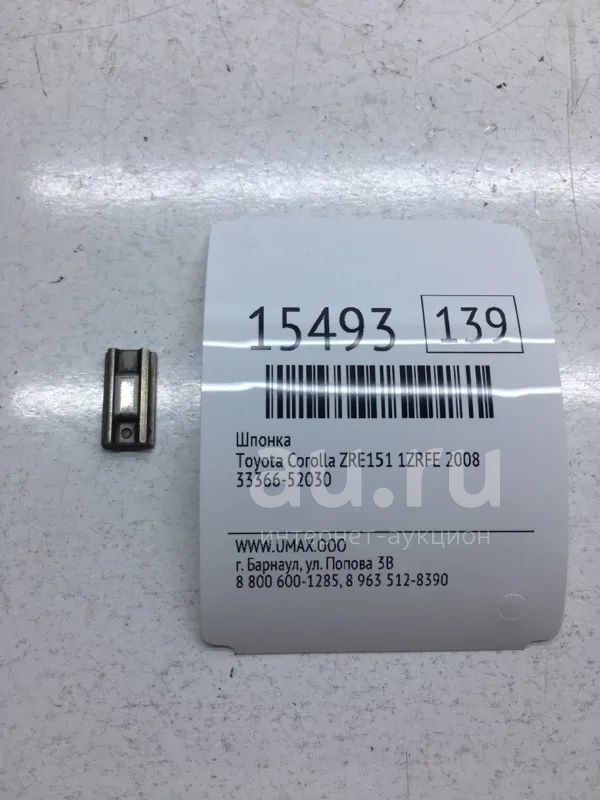 15493 139
Шпонка
Toyota Corolla ZRE151 1ZRFE 2008
33366-52030
au.ru
интернет-аукцион
WWW.UMAX.OOO
г. Барнаул, ул. Попова 3В
8 800 600-1285, 8 963 512-8390